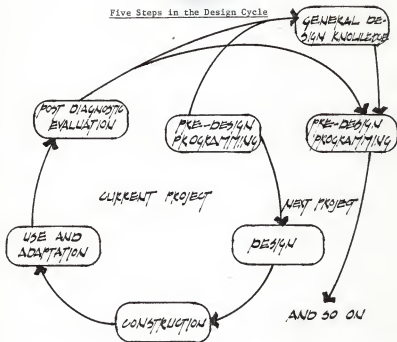 Five Steps in the Design Cycle
GENERAL DE-
SIGN KNOWLEDGE
POST DIAGNOSTIC
EVALUATION
PRE-DESIGN
PROGRAMMING
PRE-DESIGN
PROGRAMMING
CURRENT PROJECT
NEXT PROJECT
USE AND
ADAPTATION
DESIGN
CONSTRUCTION
AND SO ON